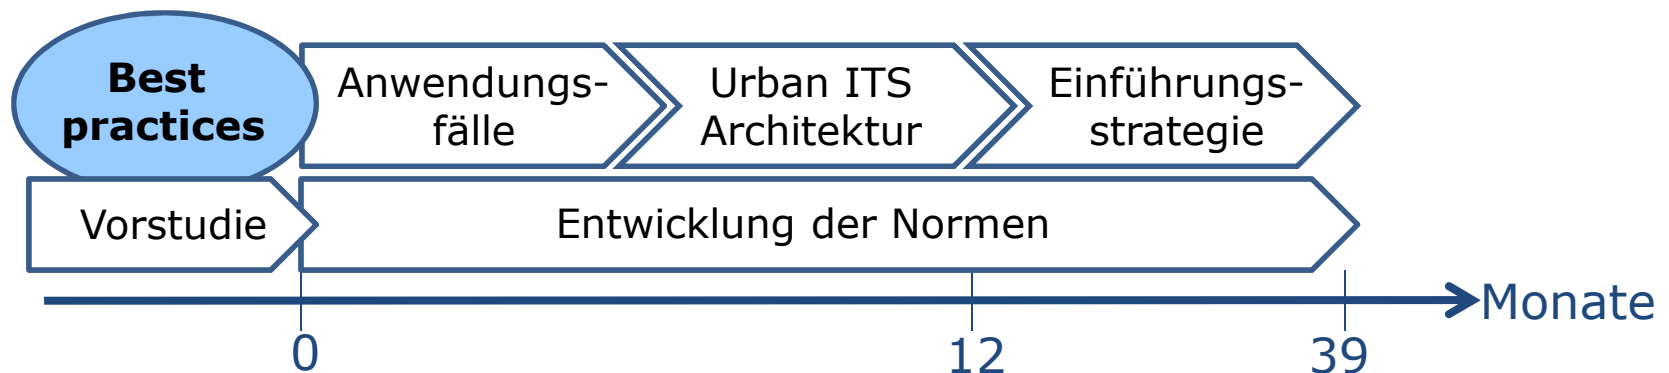 Best
practices
Anwendungs-
fälle
Urban ITS
Architektur
Einführungs-
strategie
Vorstudie
Entwicklung der Normen
Monate
0
12
39